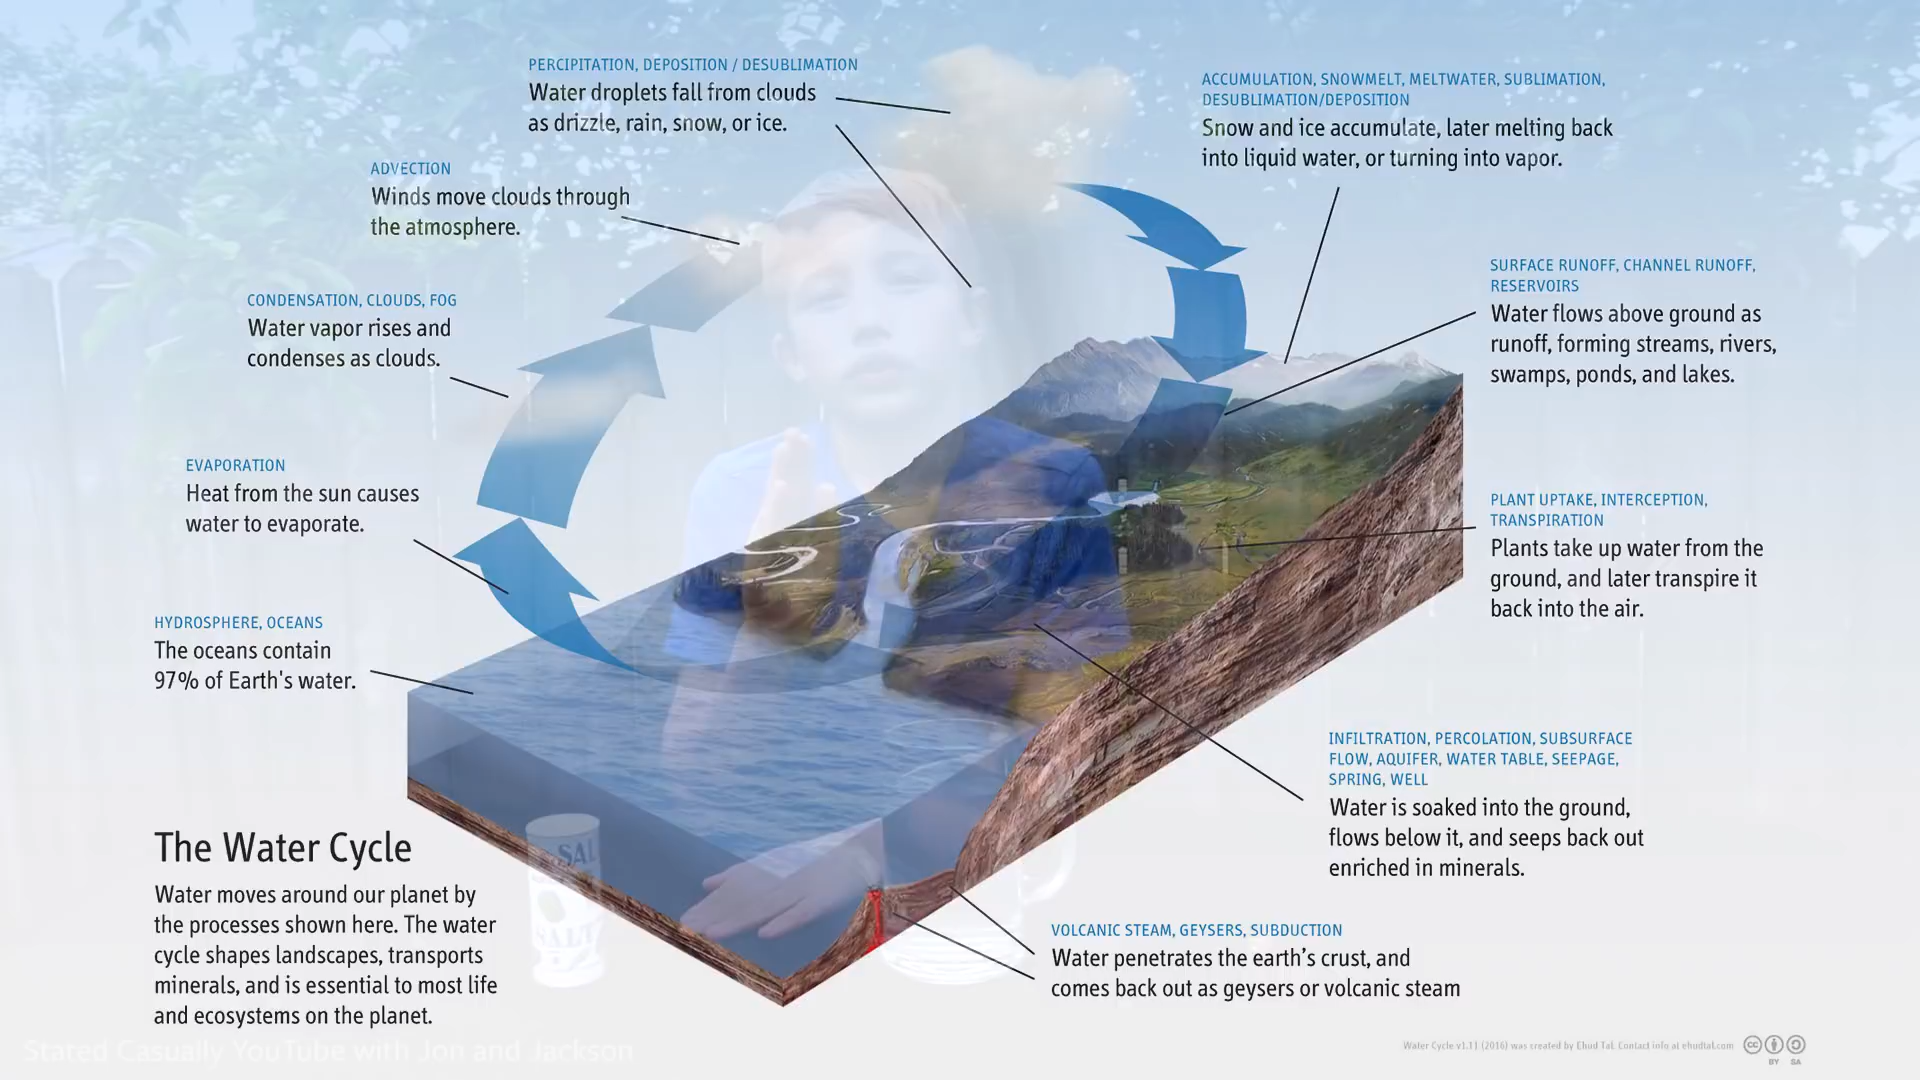 PERCIPITATION, DEPOSITION / DESUBLIMATION
Water droplets fall from clouds
as drizzle, rain, snow, or ice.
ACCUMULATION, SNOWMELT, MELTWATER, SUBLIMATION,
DESUBLIMATION/DEPOSITION
Snow and ice accumulate, later melting back
into liquid water, or turning into vapor.
ADVECTION
Winds move clouds through
the atmosphere.
SURFACE RUNOFF, CHANNEL RUNOFF,
RESERVOIRS
Water flows above ground as
runoff, forming streams, rivers,
swamps, ponds, and lakes.
CONDENSATION, CLOUDS, FOG
Water vapor rises and
condenses as clouds.
EVAPORATION
Heat from the sun causes
water to evaporate.
PLANT UPTAKE, INTERCEPTION,
TRANSPIRATION
Plants take up water from the
ground, and later transpire it
back into the air.
HYDROSPHERE, OCEANS
The oceans contain
97% of Earth's water.
INFILTRATION, PERCOLATION, SUBSURFACE
FLOW, AQUIFER, WATER TABLE, SEEPAGE,
SPRING, WELL
Water is soaked into the ground,
flows below it, and seeps back out
enriched in minerals.
The Water Cycle
Water moves around our planet by
the processes shown here. The water
cycle shapes landscapes, transports
minerals, and is essential to most life
and ecosystems on the planet.
SAL
SALT
VOLCANIC STEAM, GEYSERS, SUBDUCTION
Water penetrates the earth's crust, and
comes back out as geysers or volcanic steam
Stated Casually YouTube with Jon and Jackson
Water Cycle v1.11 (2016) was created by Ehud Tal. Contact info at ehudtal.com
cc
BY SA